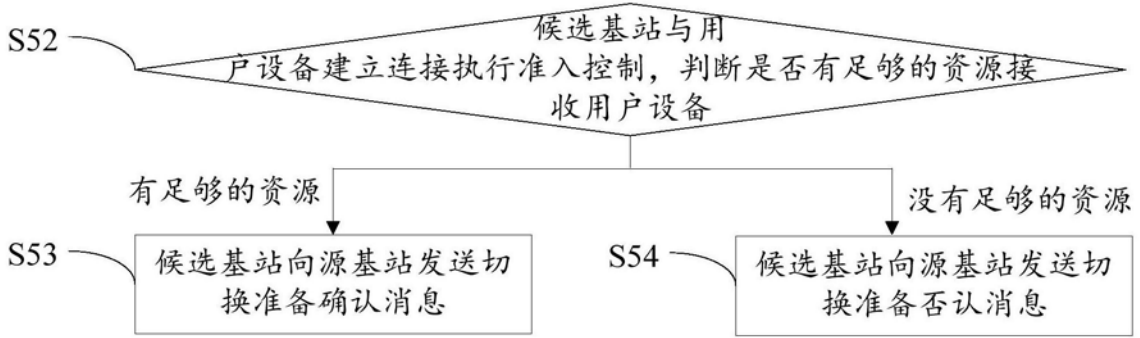 S52
候选基站与用
户设备建立连接执行准入控制，判断是否有足够的资源接
收用户设备
有足够的资源
没有足够的资源
S53
候选基站向源基站发送切
换准备确认消息
S54
候选基站向源基站发送切
换准备否认消息